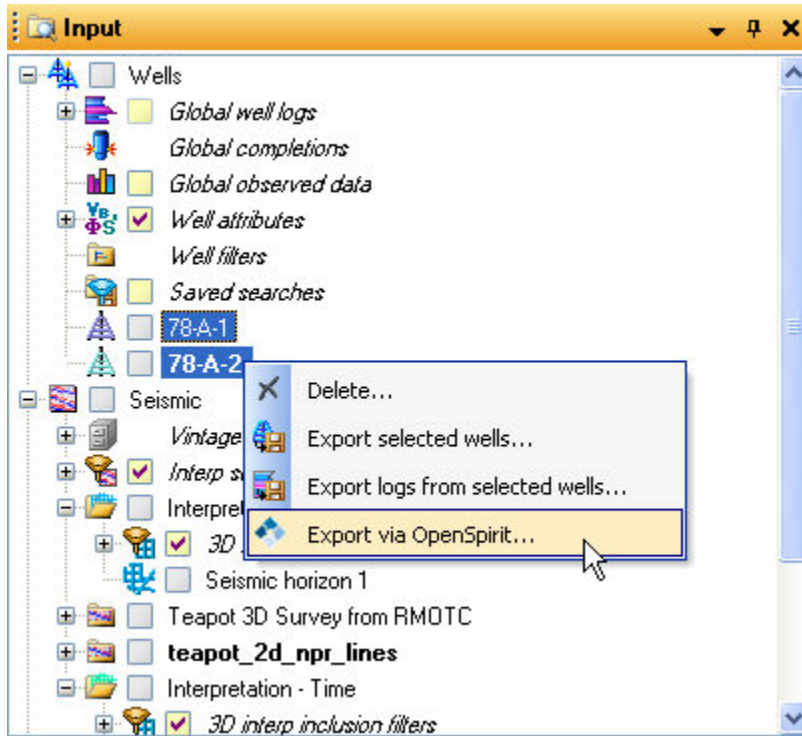 Input
Wells
Global well logs
Global completions
Global observed data
Well attributes
Well filters
Saved searches
78-A-1
78-A-2
Delete...
Seismic
Export selected wells...
Vintage
Interp
Export logs from selected wells...
Interpret
Export via OpenSpirit...
3D
Seismic horizon 1
Teapot 3D Survey from RMOTC
teapot_2d_npr_lines
Interpretation - Time
3D interp inclusion filters